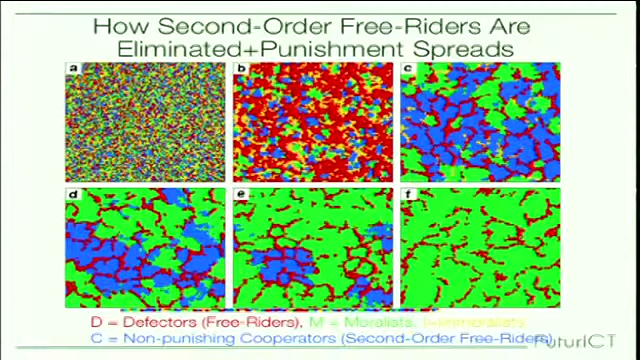 How Second-Order Free-Riders Are
Eliminated+Punishment Spreads
a
b
c
d
e
f
D = Defectors (Free-Riders), M = Moralists, I=Immoralists
C = Non-punishing Cooperators (Second-Order Free-Riders)
FuturICT